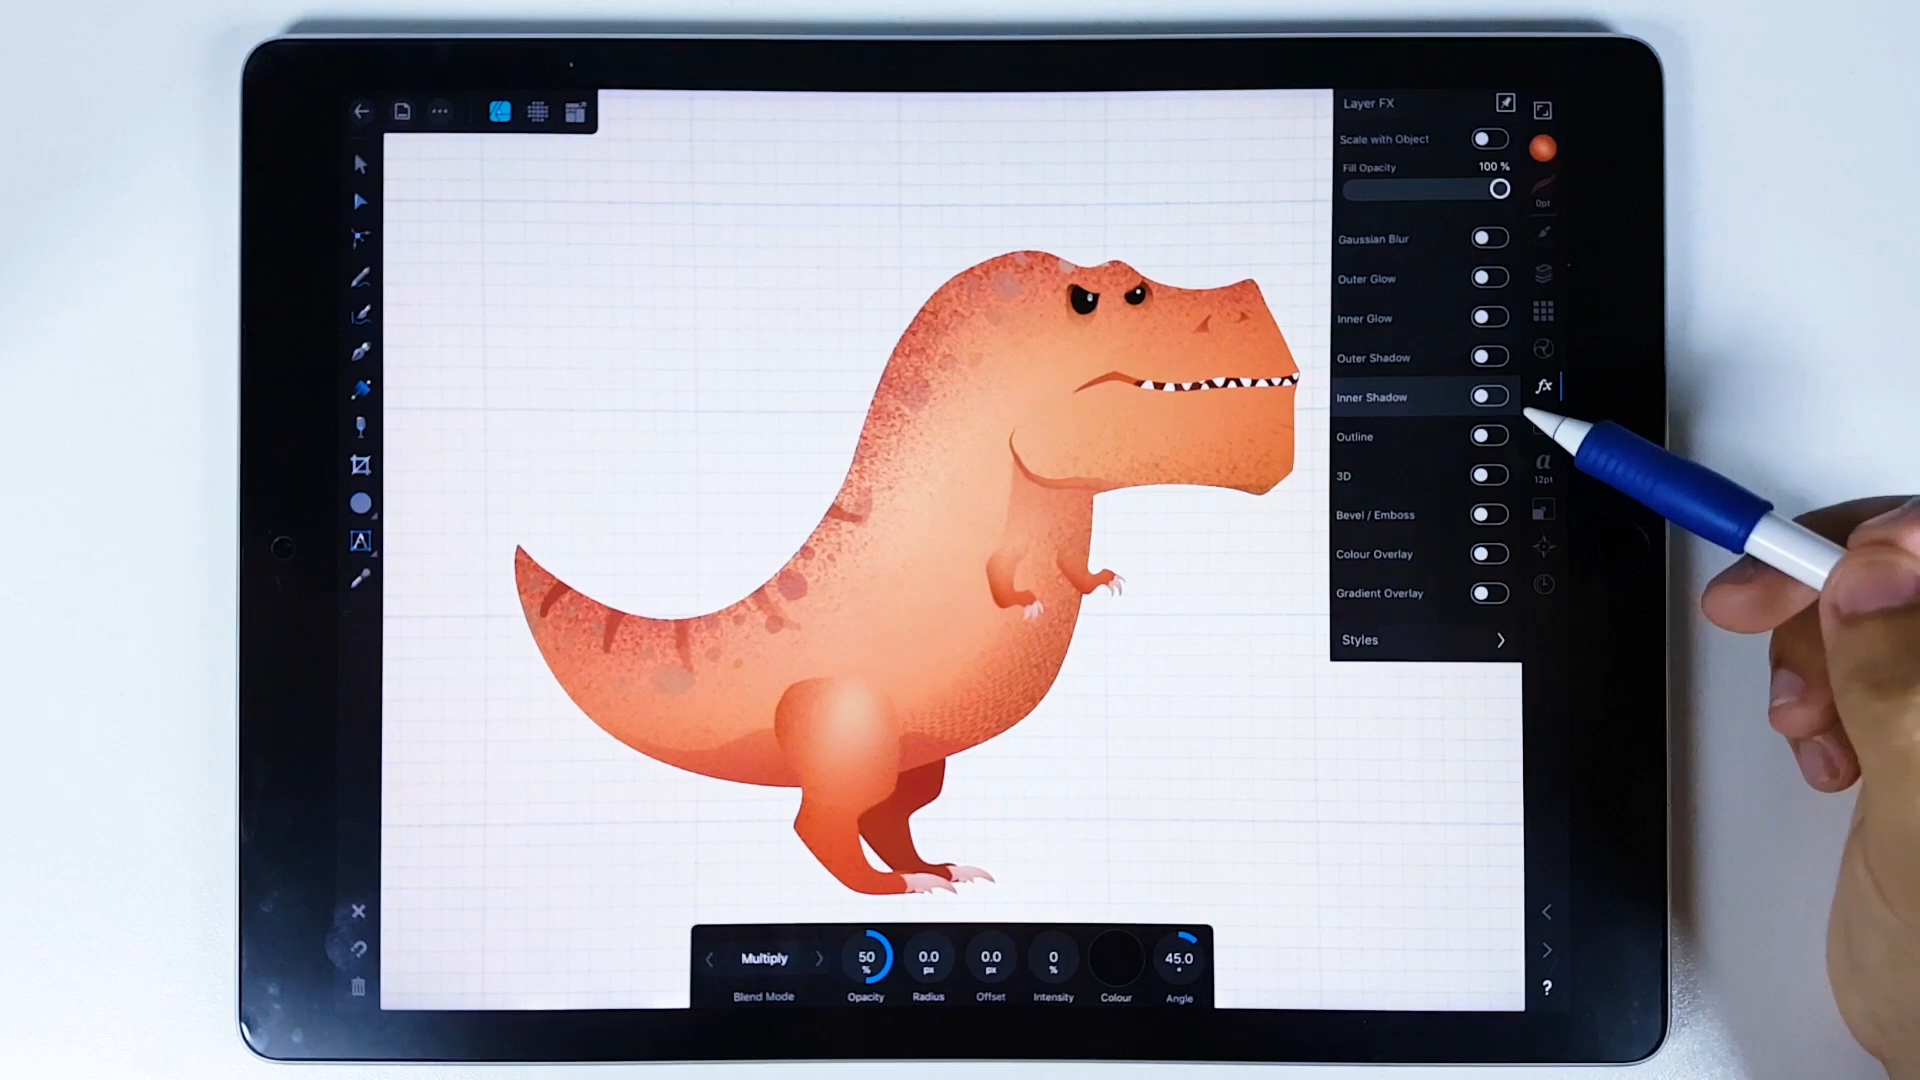 Layer FX
Scale with Object
Fill Opacity 100 %
0pt
Gaussian Blur
Outer Glow
Inner Glow
Outer Shadow
Inner Shadow
fx
Outline
3D
a
12pt
Bevel / Emboss
Colour Overlay
Gradient Overlay
Styles
A
Multiply
Blend Mode
50 %
Opacity
0.0 px
Radius
0.0 px
Offset
0 %
Intensity
Colour
45.0 °
Angle
?